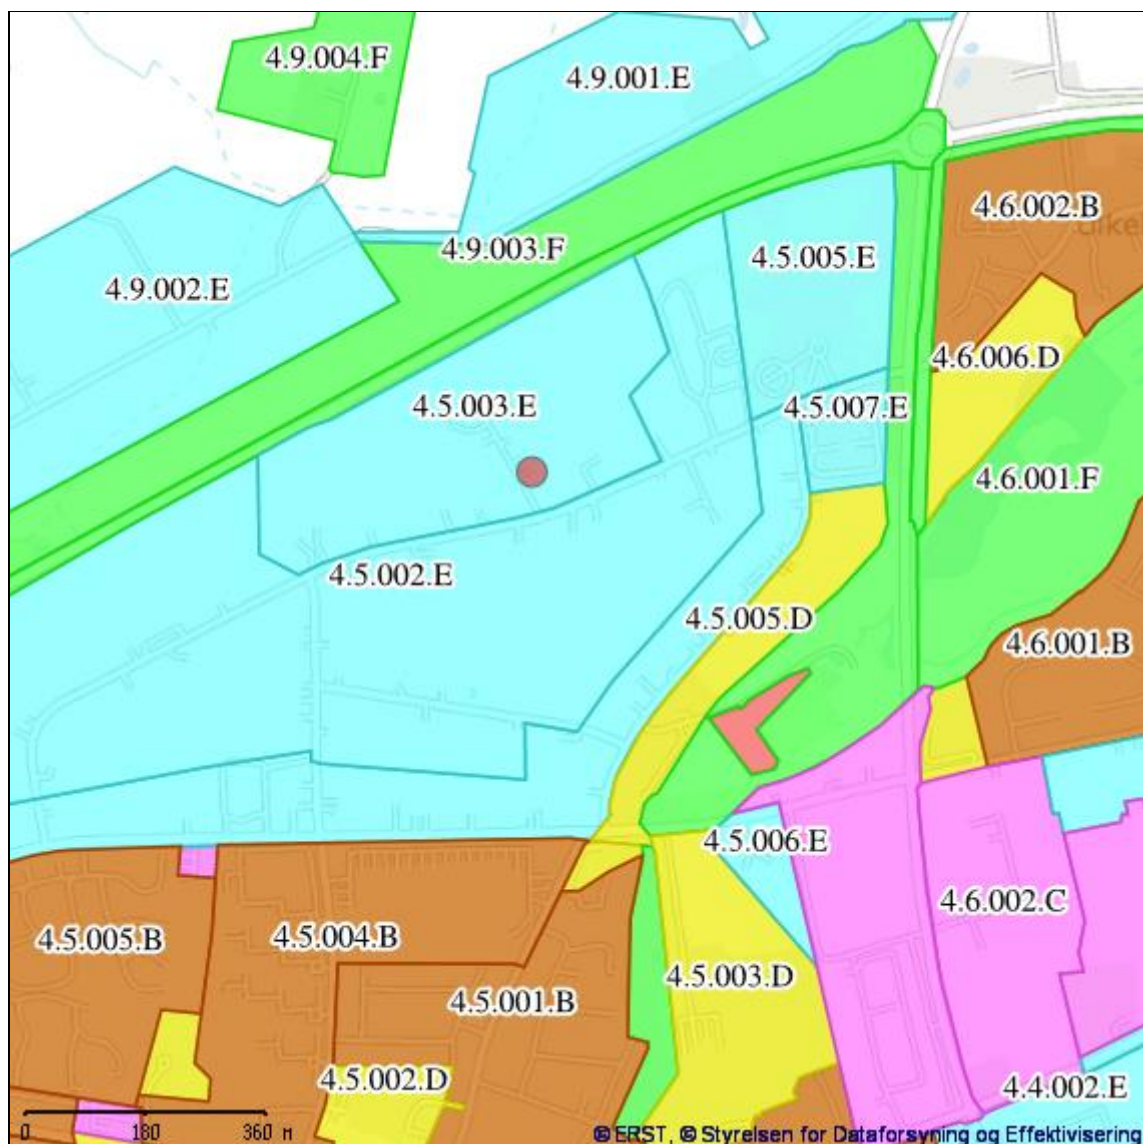 4.9.004.F
4.9.001.E
4.6.002.B
4.9.003.F
4.5.005.E
4.9.002.E
4.6.006.D
4.5.003.E
4.5.007.E
4.6.001.F
4.5.002.E
4.5.005.D
4.6.001.B
4.5.006.E
4.6.002.C
4.5.005.B
4.5.004.B
4.5.003.D
4.5.001.B
4.5.002.D
4.4.002.E
0 180 360 M
© ERST, © Styrelsen for Dataforsyning og Effektivisering